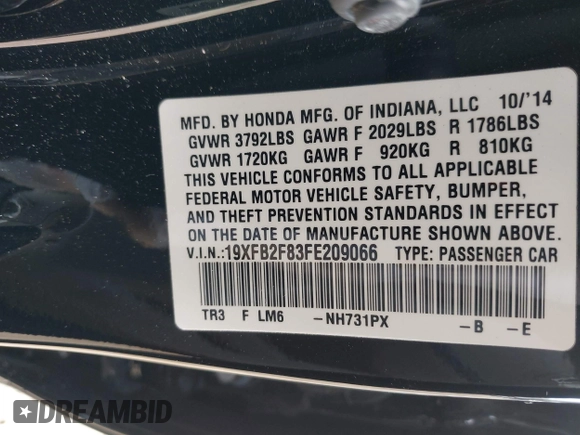 MFD. BY HONDA MFG. OF INDIANA, LLC 10/'14
GVWR 3792LBS GAWR F 2029LBS R 1786LBS
GVWR 1720KG GAWR F 920KG R 810KG
THIS VEHICLE CONFORMS TO ALL APPLICABLE
FEDERAL MOTOR VEHICLE SAFETY, BUMPER,
AND THEFT PREVENTION STANDARDS IN EFFECT
ON THE DATE OF MANUFACTURE SHOWN ABOVE.
V.I.N.:19XFB2F83FE209066 TYPE: PASSENGER CAR
TR3 F LM6 -NH731PX -B -E
DREAMBID